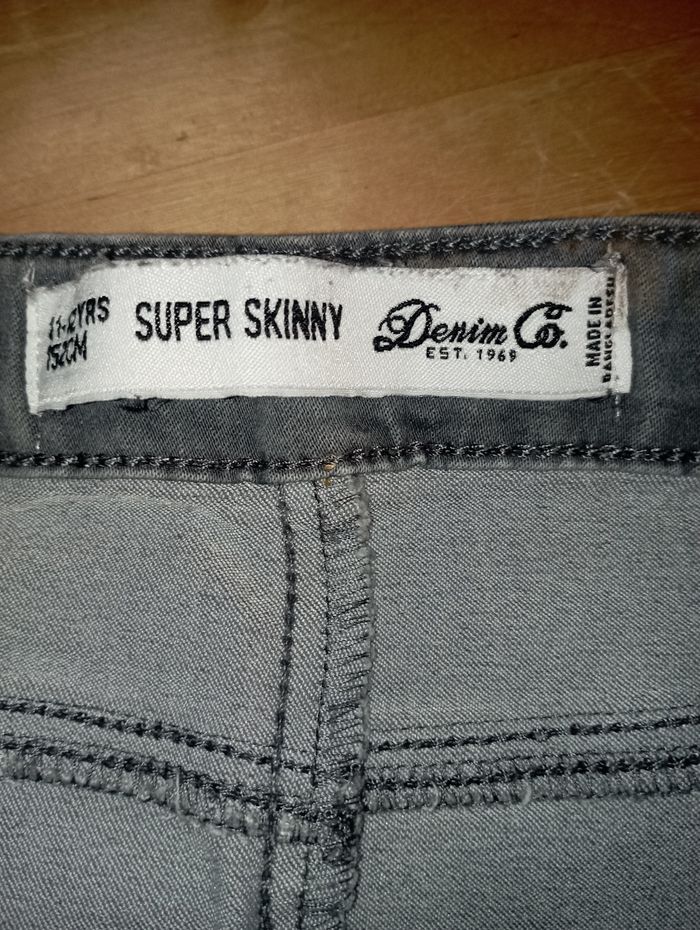 11-12YRS
152CM
SUPER SKINNY
Denim Co.
EST. 1969
MADE IN
BANGLADESH